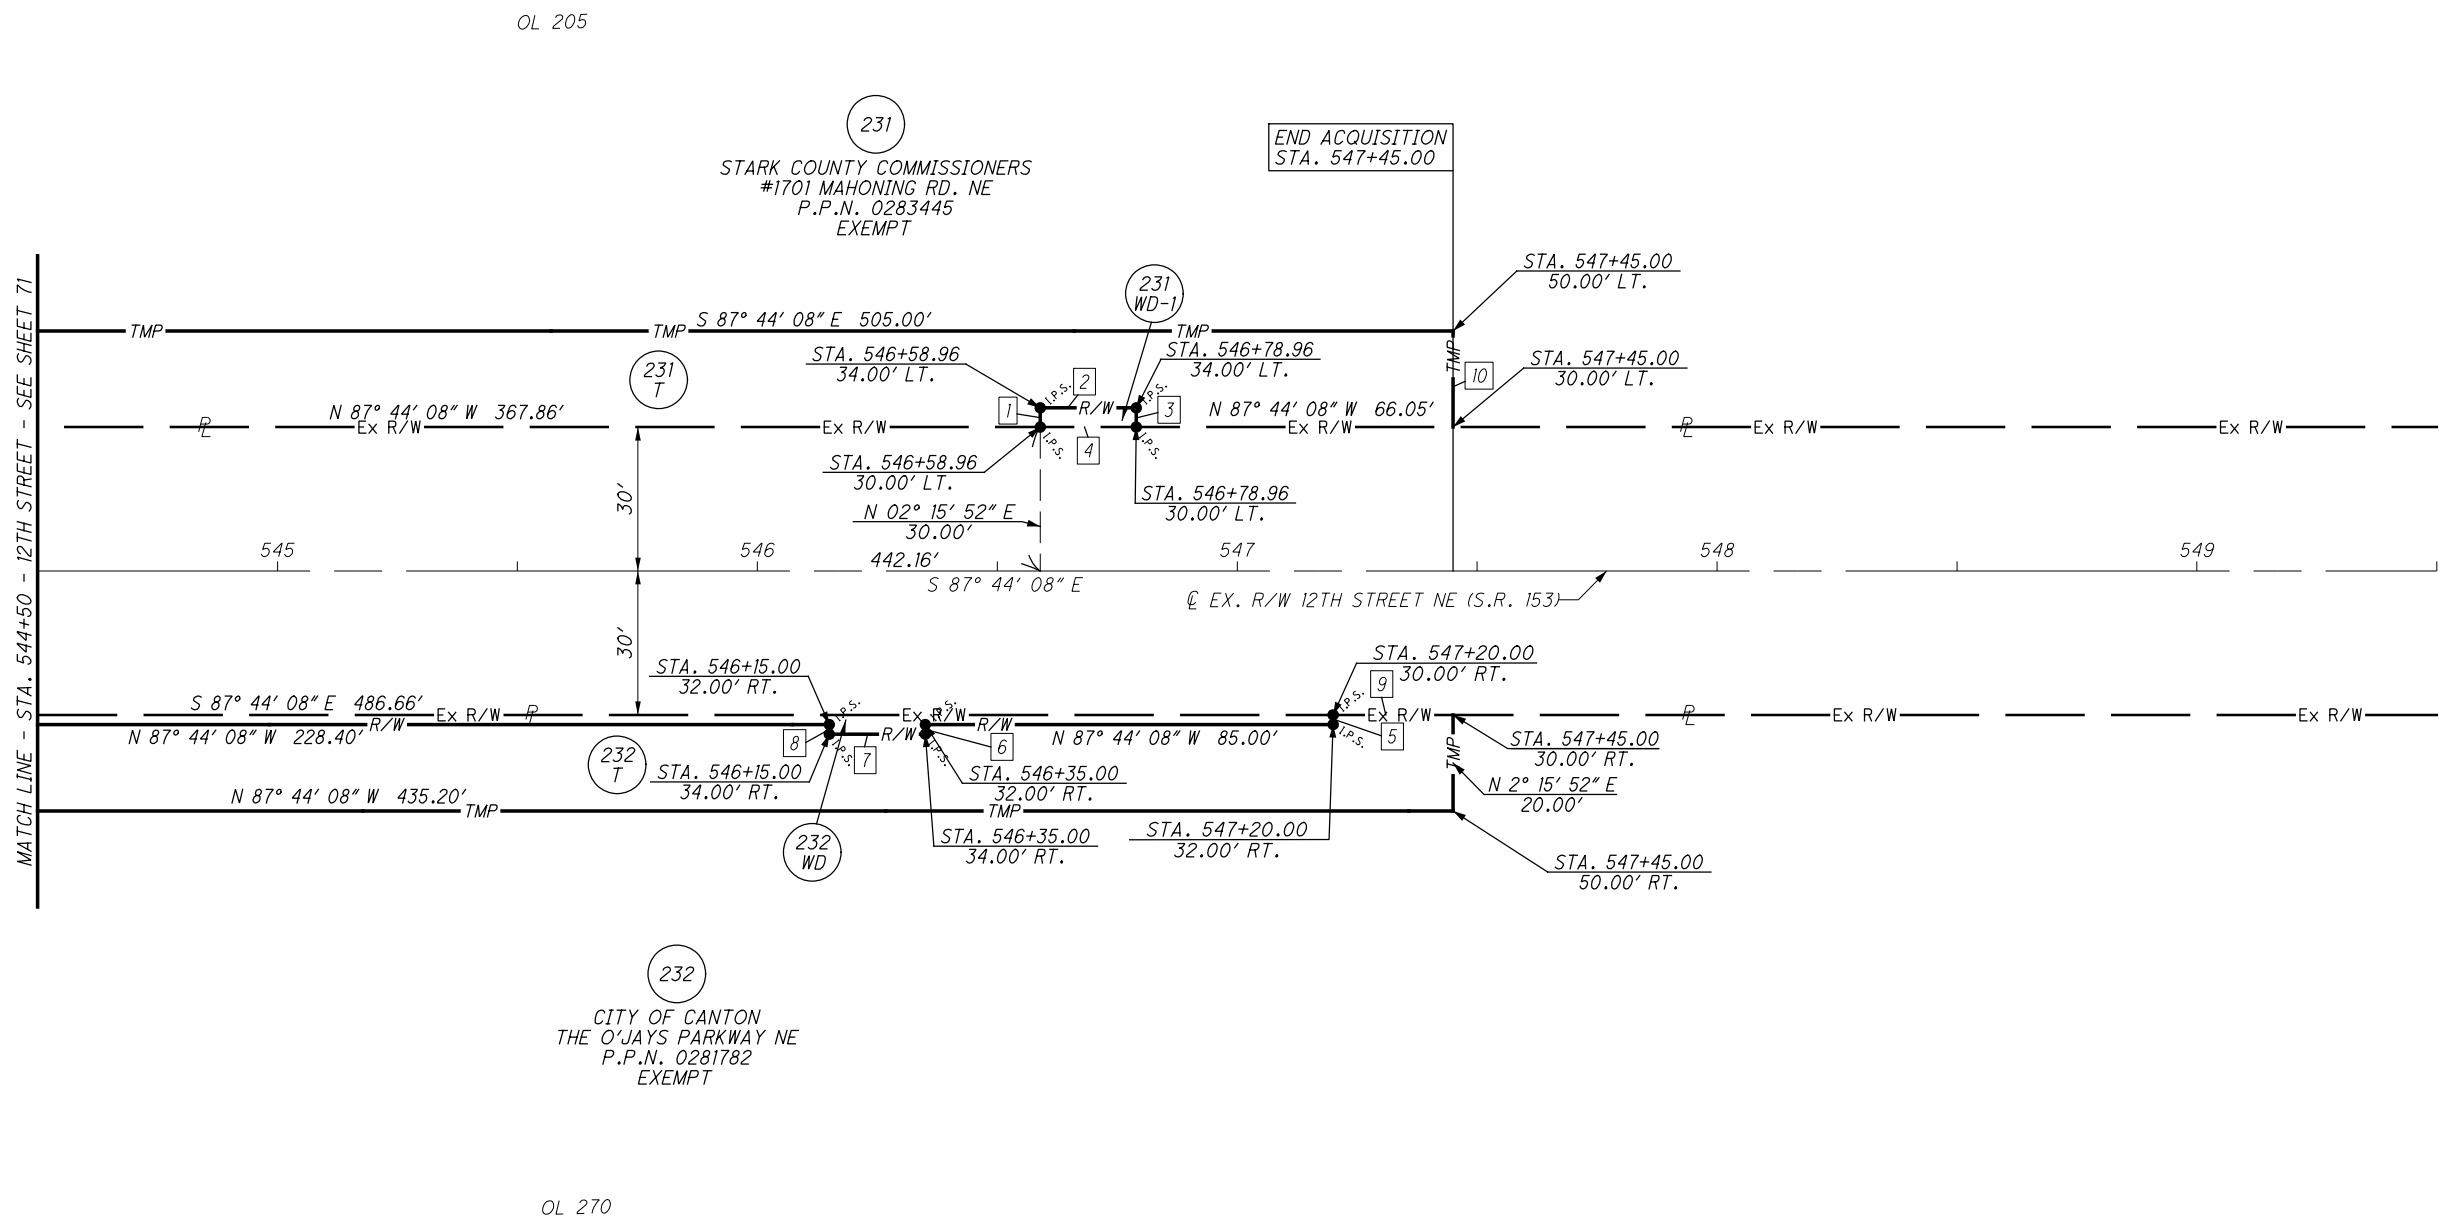 OL 205
231
STARK COUNTY COMMISSIONERS
#1701 MAHONING RD. NE
P.P.N. 0283445
EXEMPT
END ACQUISITION
STA. 547+45.00
MATCH LINE - STA. 544+50 - 12TH STREET - SEE SHEET 71
STA. 547+45.00
50.00' LT.
231
WD-1
TMP
TMP
S 87° 44' 08" E 505.00'
TMP
TMP
231
T
STA. 546+58.96
34.00' LT.
STA. 546+78.96
34.00' LT.
STA. 547+45.00
30.00' LT.
10
I.P.S.
2
I.P.S.
1
R/W
3
N 87° 44' 08" W 367.86'
N 87° 44' 08" W 66.05'
PL
Ex R/W
Ex R/W
Ex R/W
PL
Ex R/W
Ex R/W
I.P.S.
4
I.P.S.
STA. 546+58.96
30.00' LT.
STA. 546+78.96
30.00' LT.
30'
N 02° 15' 52" E
30.00'
545
546
442.16'
547
548
549
S 87° 44' 08" E
CL EX. R/W 12TH STREET NE (S.R. 153)
30'
STA. 546+15.00
32.00' RT.
STA. 547+20.00
30.00' RT.
9
S 87° 44' 08" E 486.66'
I.P.S.
I.P.S.
I.P.S.
Ex R/W
PL
Ex R/W
Ex R/W
PL
Ex R/W
Ex R/W
R/W
R/W
R/W
N 87° 44' 08" W 228.40'
N 87° 44' 08" W 85.00'
8
I.P.S.
7
I.P.S.
6
I.P.S.
5
TMP
STA. 547+45.00
30.00' RT.
232
T
STA. 546+15.00
34.00' RT.
STA. 546+35.00
32.00' RT.
N 2° 15' 52" E
20.00'
N 87° 44' 08" W 435.20'
TMP
TMP
232
WD
STA. 546+35.00
34.00' RT.
STA. 547+20.00
32.00' RT.
STA. 547+45.00
50.00' RT.
232
CITY OF CANTON
THE O'JAYS PARKWAY NE
P.P.N. 0281782
EXEMPT
OL 270